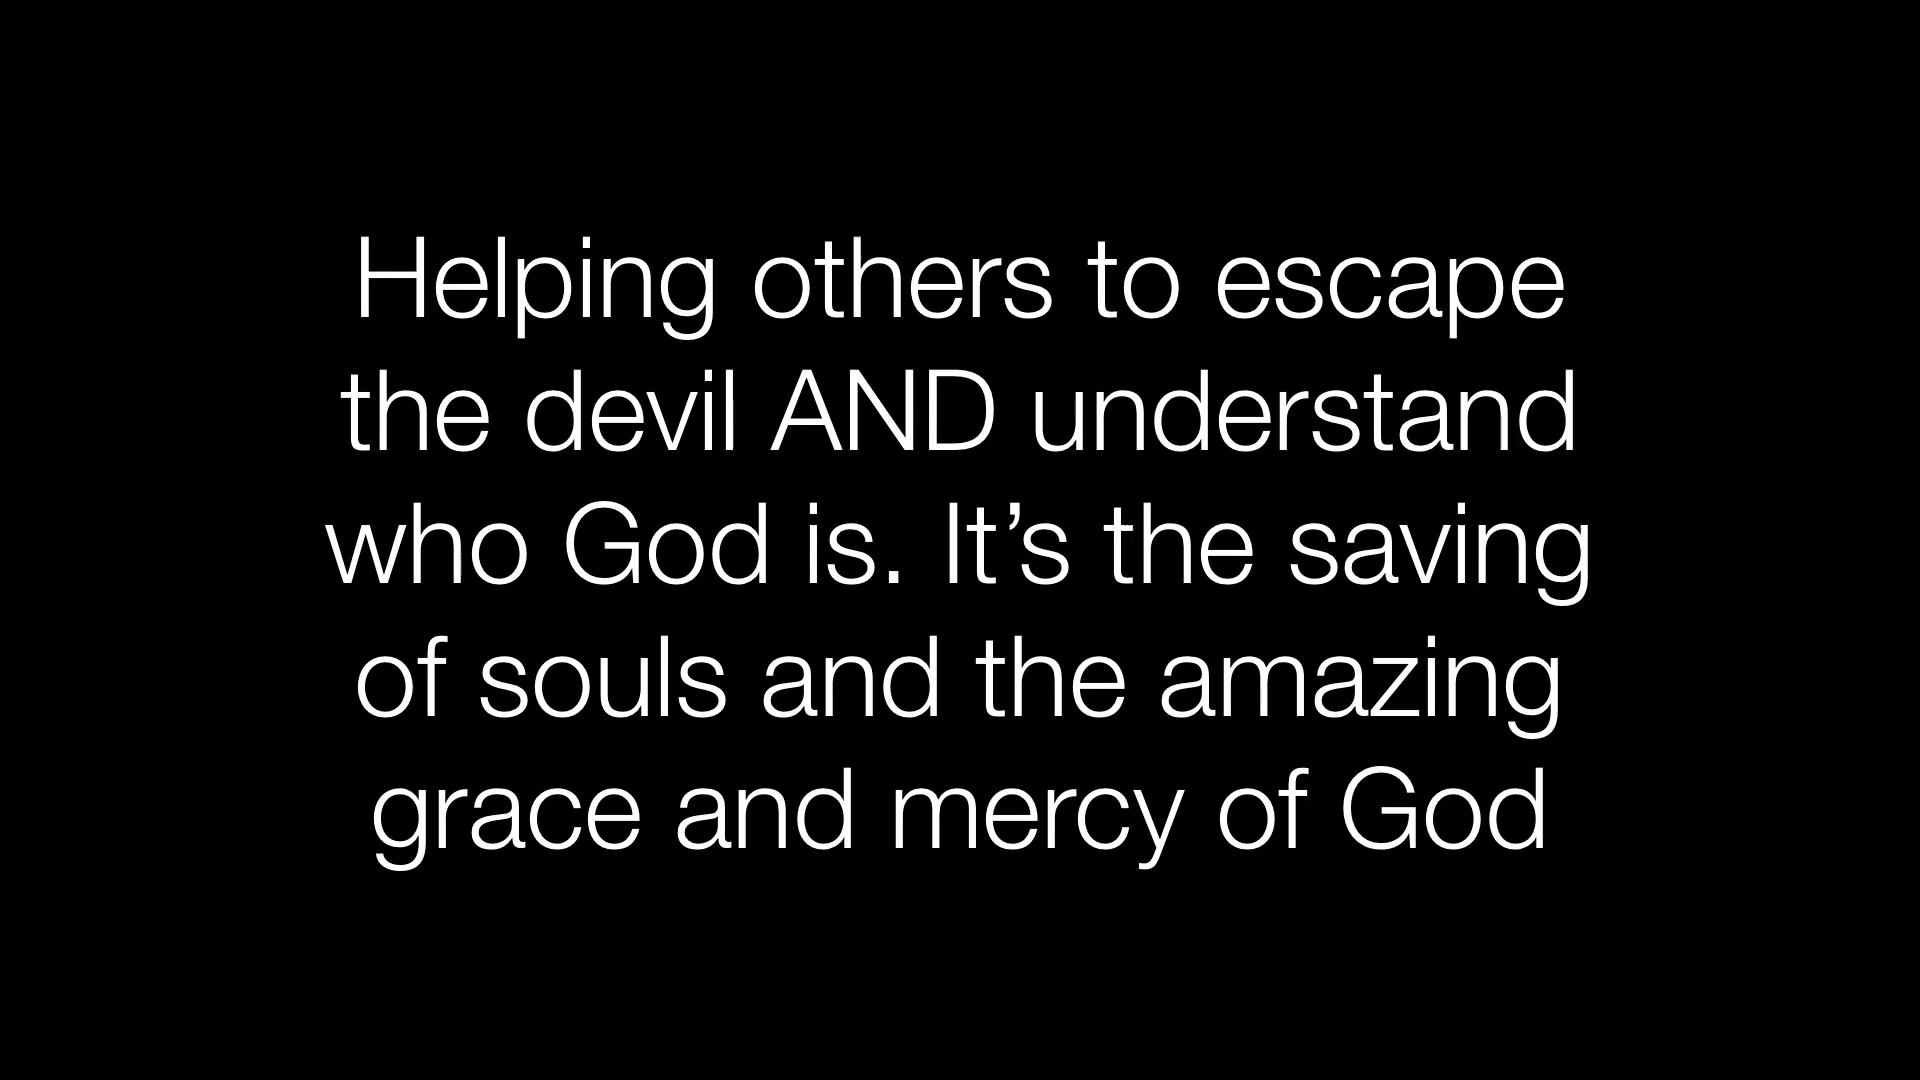 Helping others to escape
the devil AND understand
who God is. It’s the saving
of souls and the amazing
grace and mercy of God